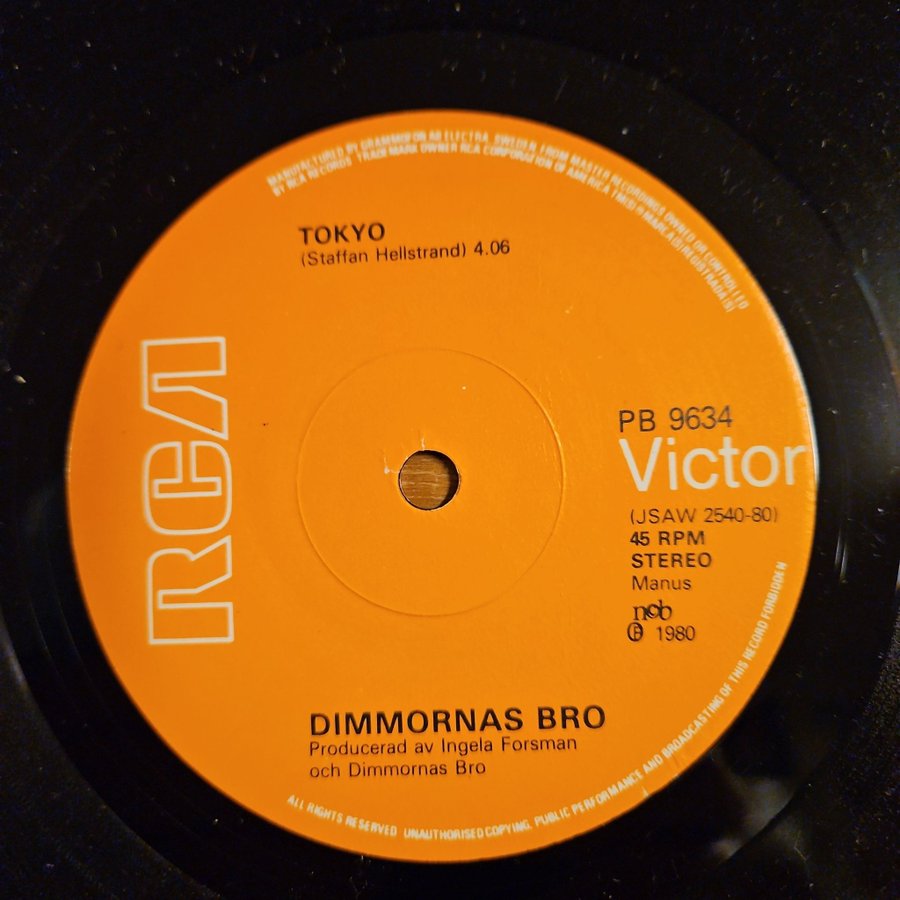 MANUFACTURED BY GRAMMOFON AB ELECTRA, SWEDEN, FROM MASTER RECORDINGS OWNED OR CONTROLLED
BY RCA RECORDS TRADEMARK OWNER RCA CORPORATION OF AMERICA TM(S) ® MARCA(S) REGISTRADA(S)
TOKYO
(Staffan Hellstrand) 4.06
RCA
PB 9634
Victor
(JSAW 2540-80)
45 RPM
STEREO
Manus
ncb
Ⓟ 1980
DIMMORNAS BRO
Producerad av Ingela Forsman
och Dimmornas Bro
ALL RIGHTS RESERVED UNAUTHORISED COPYING, PUBLIC PERFORMANCE AND BROADCASTING OF THIS RECORD FORBIDDEN